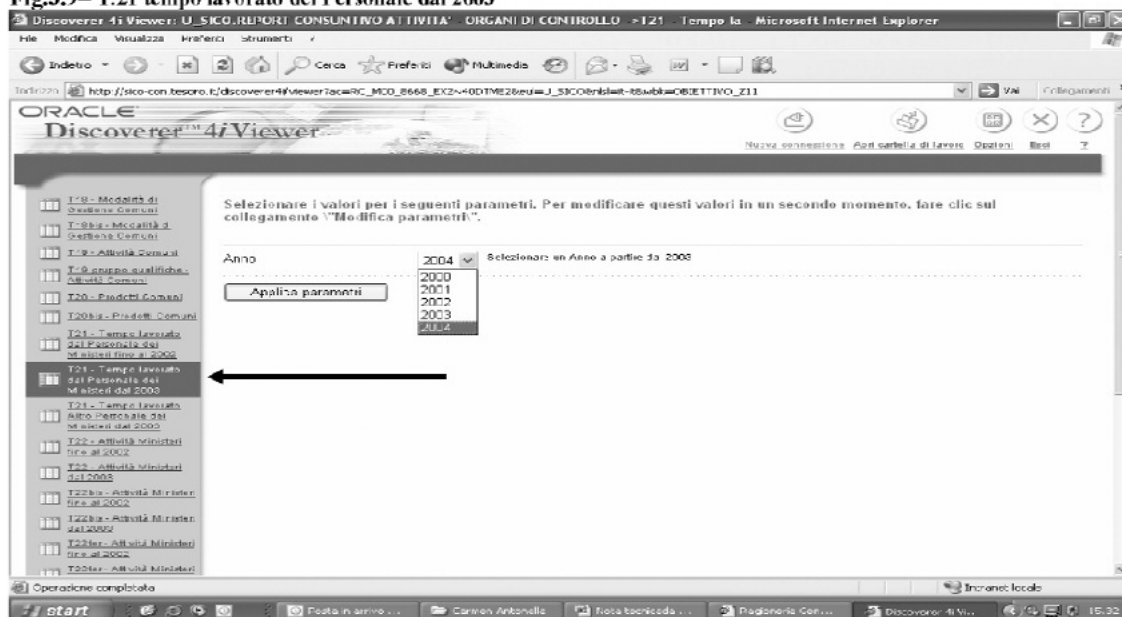 Fig.3.9– T.21 tempo lavorato del Personale dal 2003
Discoverer 4i Viewer: U_SICO.REPORT CONSUNTIVO ATTIVITA' - ORGANI DI CONTROLLO ->T21 - Tempo la - Microsoft Internet Explorer
File Modifica Visualizza Preferiti Strumenti ?
Indietro Cerca Preferiti Multimedia
Indirizzo Vai Collegamenti
ORACLE
Discoverer™ 4i Viewer
Nuova connessione Apri cartella di lavoro Opzioni Esci ?
T18 - Modalità di
Gestione Comuni
T18bis - Modalità di
Gestione Comuni
T19 - Attività Comuni
T19 gruppo qualifiche -
Attività Comuni
T20 - Prodotti Comuni
T20bis - Prodotti Comuni
T21 - Tempo lavorato
dal Personale dei
Ministeri fino al 2002
T21 - Tempo lavorato
dal Personale dei
Ministeri dal 2003
T21 - Tempo lavorato
Altro Personale dei
Ministeri dal 2003
T22 - Attività Ministeri
fino al 2002
T22 - Attività Ministeri
dal 2003
T22bis - Attività Ministeri
fino al 2002
T22bis - Attività Ministeri
dal 2003
T22ter - Attività Ministeri
fino al 2002
T22ter - Attività Ministeri
Selezionare i valori per i seguenti parametri. Per modificare questi valori in un secondo momento, fare clic sul
collegamento \"Modifica parametri\".
Anno 2004 Selezionare un Anno a partire da 2003
2000
2001
2002
2003
2004
Applica parametri
Operazione completata Intranet locale
start Posta in arrivo ... Carmen Antonella Nota tecnica da ... Ragioneria Gen... Discoverer 4i Vi... 15.32